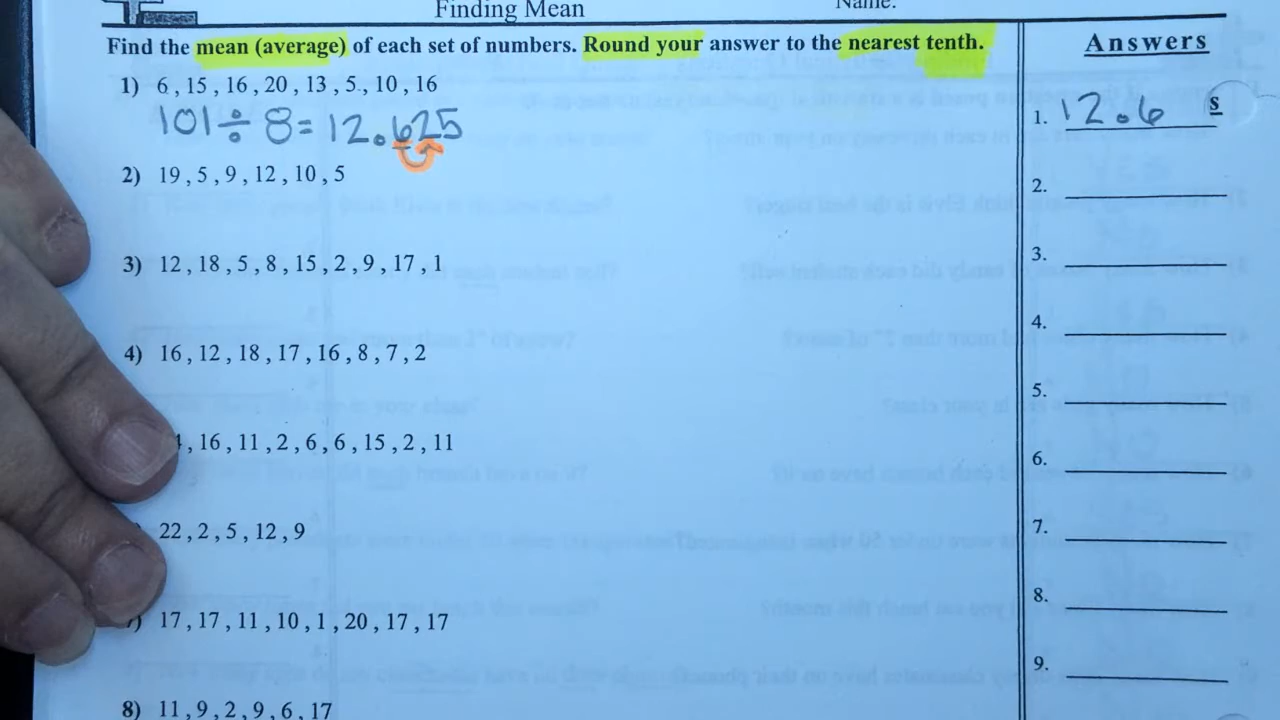 Finding Mean
Name:
Find the mean (average) of each set of numbers. Round your answer to the nearest tenth.
Answers
1) 6 , 15 , 16 , 20 , 13 , 5 , 10 , 16
101 ÷ 8 = 12.625
1. 12.6 s
2) 19 , 5 , 9 , 12 , 10 , 5
2.
3) 12 , 18 , 5 , 8 , 15 , 2 , 9 , 17 , 1
3.
4) 16 , 12 , 18 , 17 , 16 , 8 , 7 , 2
4.
5.
, 16 , 11 , 2 , 6 , 6 , 15 , 2 , 11
6.
22 , 2 , 5 , 12 , 9
7.
7) 17 , 17 , 11 , 10 , 1 , 20 , 17 , 17
8.
9.
8) 11 , 9 , 2 , 9 , 6 , 17